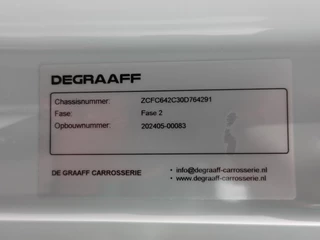 DEGRAAFF
Chassisnummer: ZCFC642C30D764291
Fase: Fase 2
Opbouwnummer: 202405-00083
DE GRAAFF CARROSSERIE • info@degraaff-carrosserie.nl
• www.degraaff-carrosserie.nl